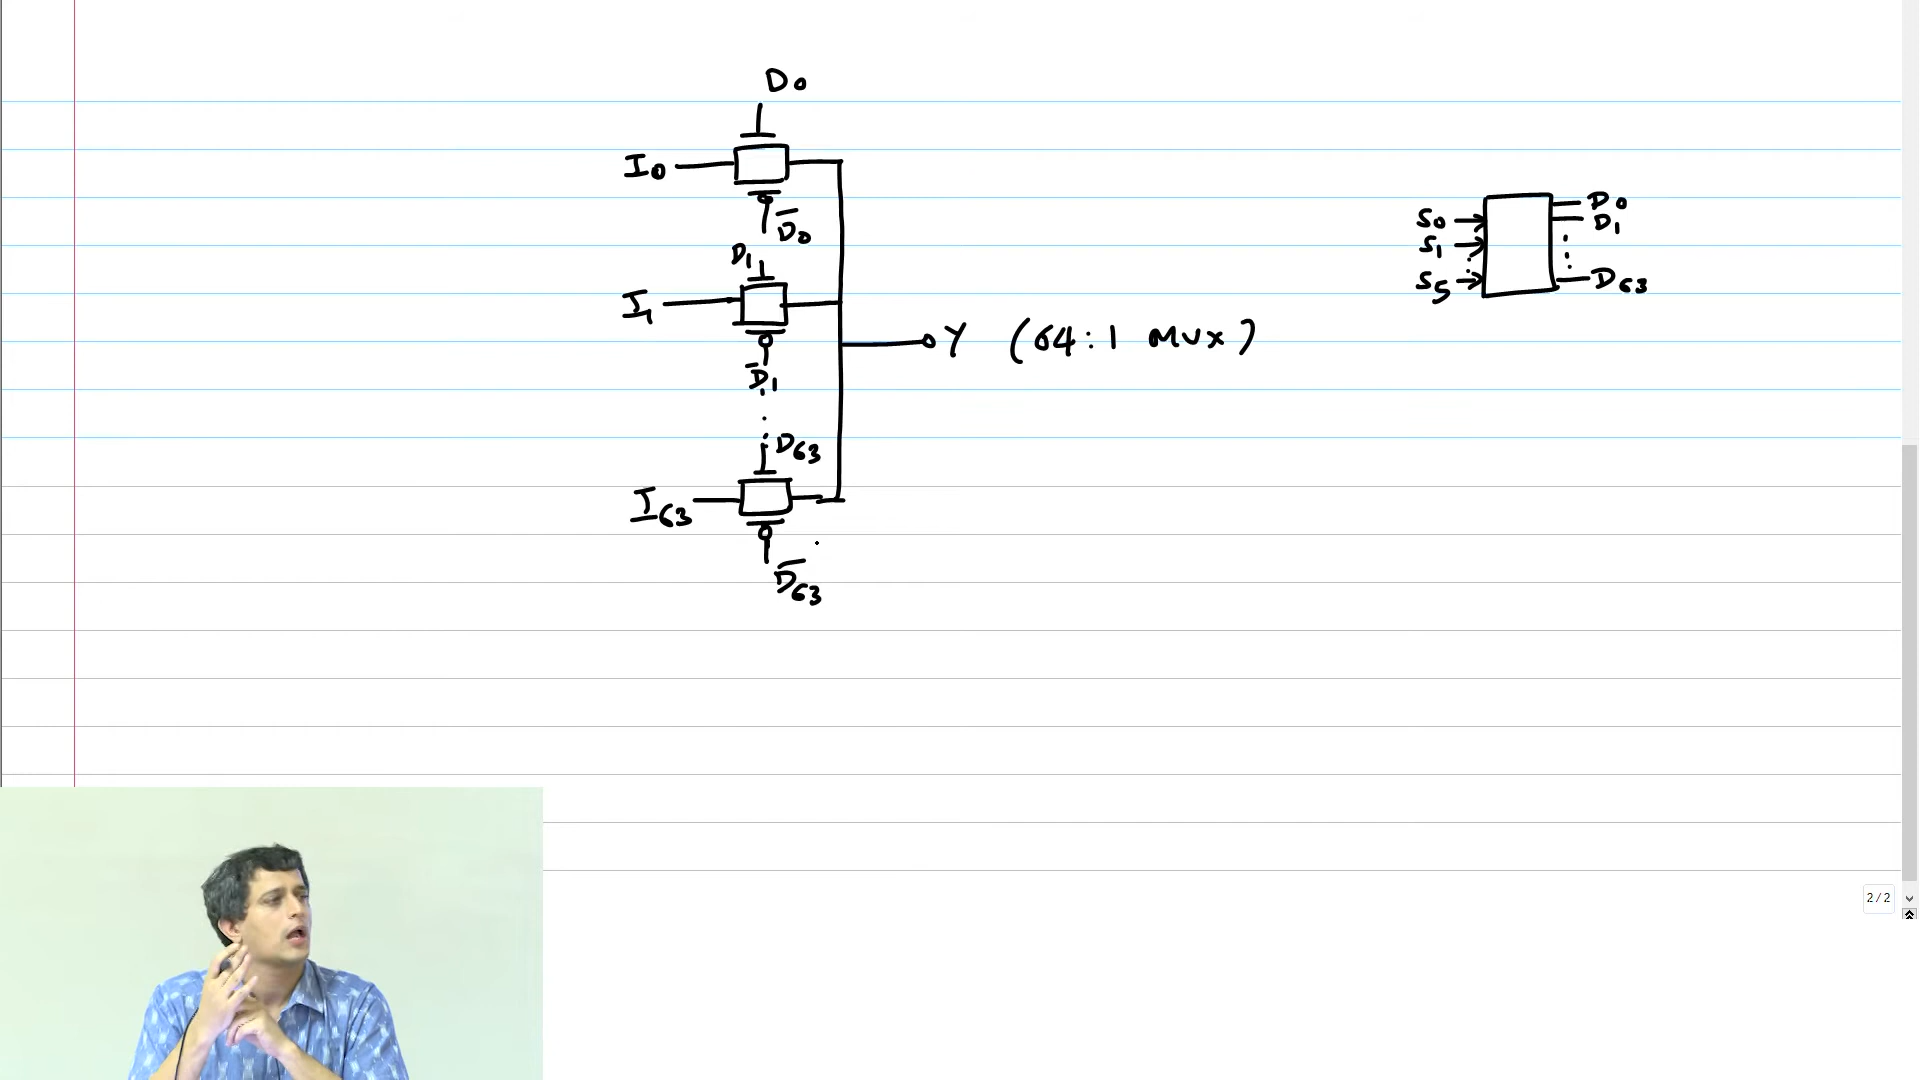 D0
I0
D̅0
D1
I1
D̅1
D63
I63
D̅63
Y (64:1 MUX)
S0
S1
S5
D0
D1
D63
2/2